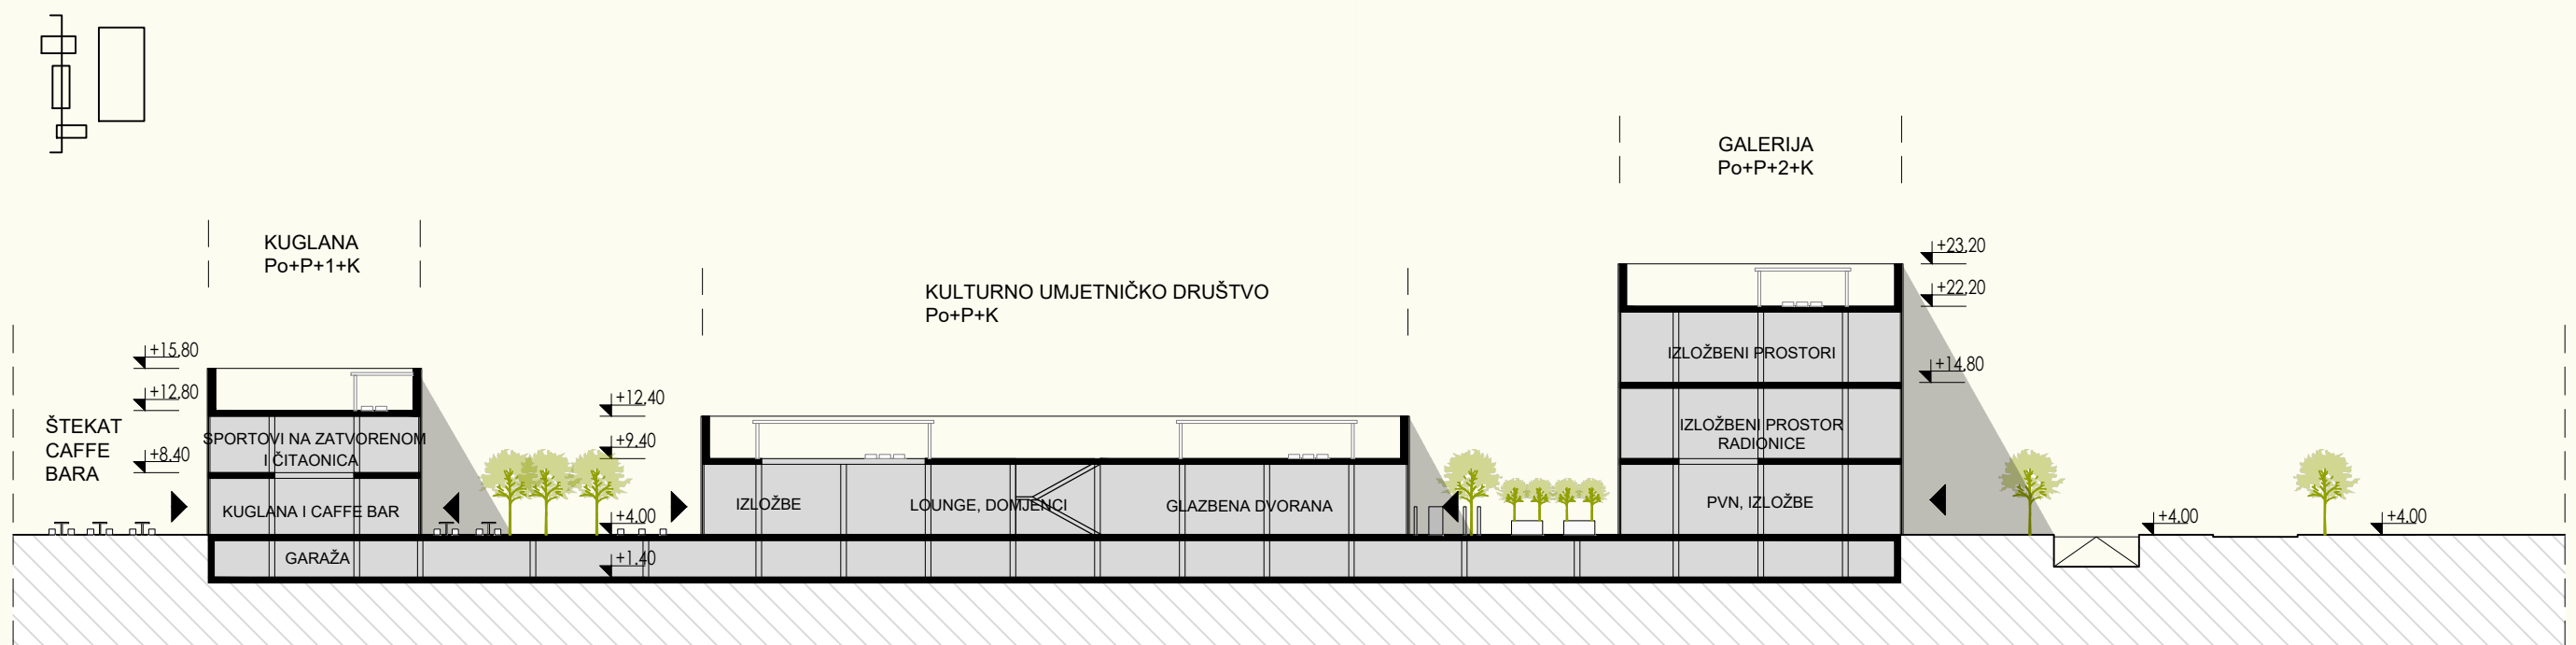 GALERIJA
Po+P+2+K
KUGLANA
Po+P+1+K
KULTURNO UMJETNIČKO DRUŠTVO
Po+P+K
+23,20
+22,20
+14,80
+15,80
+12,80
+8,40
ŠTEKAT
CAFFE
BARA
SPORTOVI NA ZATVORENOM
I ČITAONICA
KUGLANA I CAFFE BAR
GARAŽA
+12,40
+9,40
+4,00
+1,40
IZLOŽBE
LOUNGE, DOMJENCI
GLAZBENA DVORANA
IZLOŽBENI PROSTORI
IZLOŽBENI PROSTOR
RADIONICE
PVN, IZLOŽBE
+4,00
+4,00